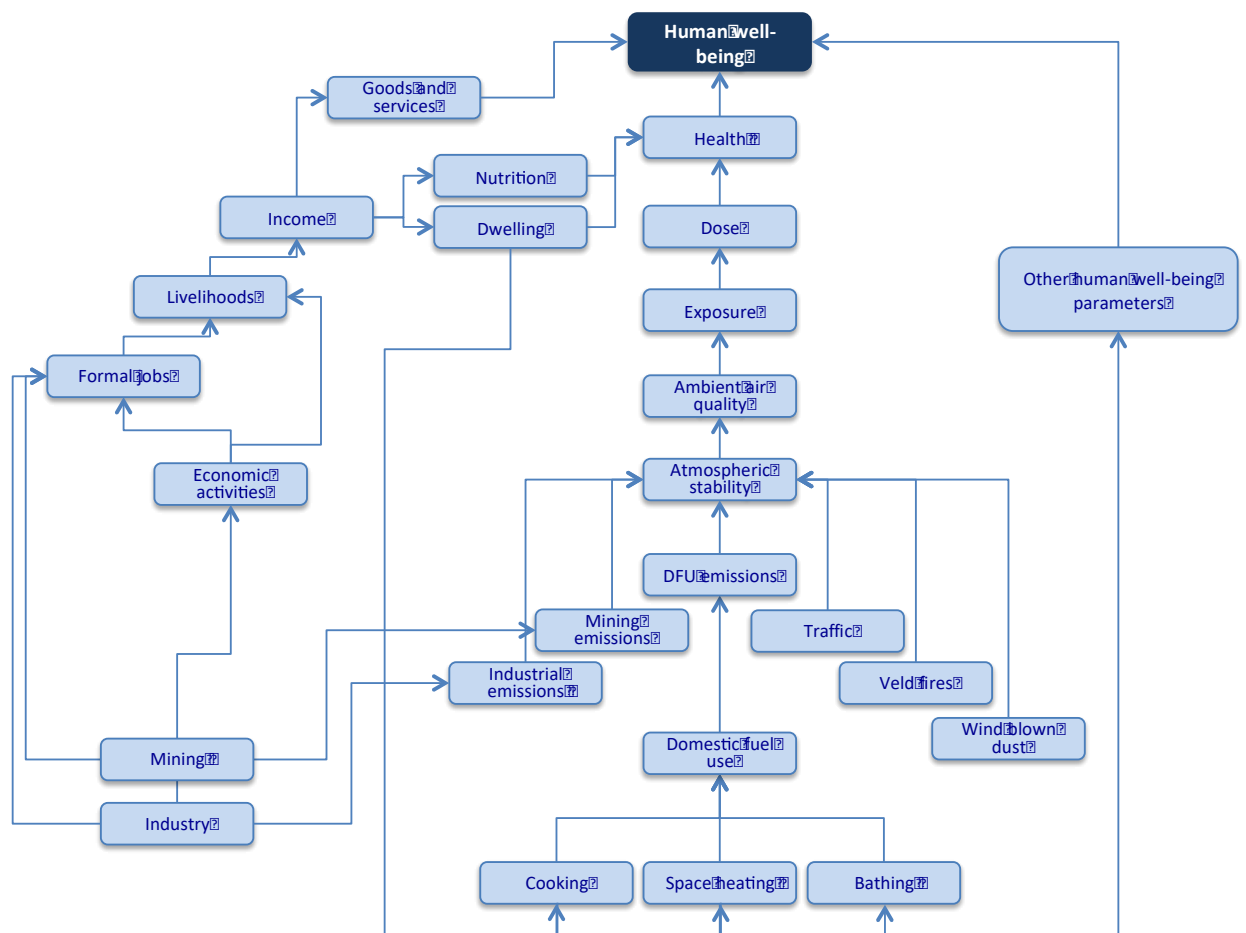 Human well-
being
Goods and
services
Health
Nutrition
Income
Dwelling
Dose
Other human well-being
parameters
Livelihoods
Exposure
Formal jobs
Ambient air
quality
Economic
activities
Atmospheric
stability
DFU emissions
Mining
emissions
Traffic
Industrial
emissions
Veld fires
Wind blown
dust
Mining
Domestic fuel
use
Industry
Cooking
Space heating
Bathing